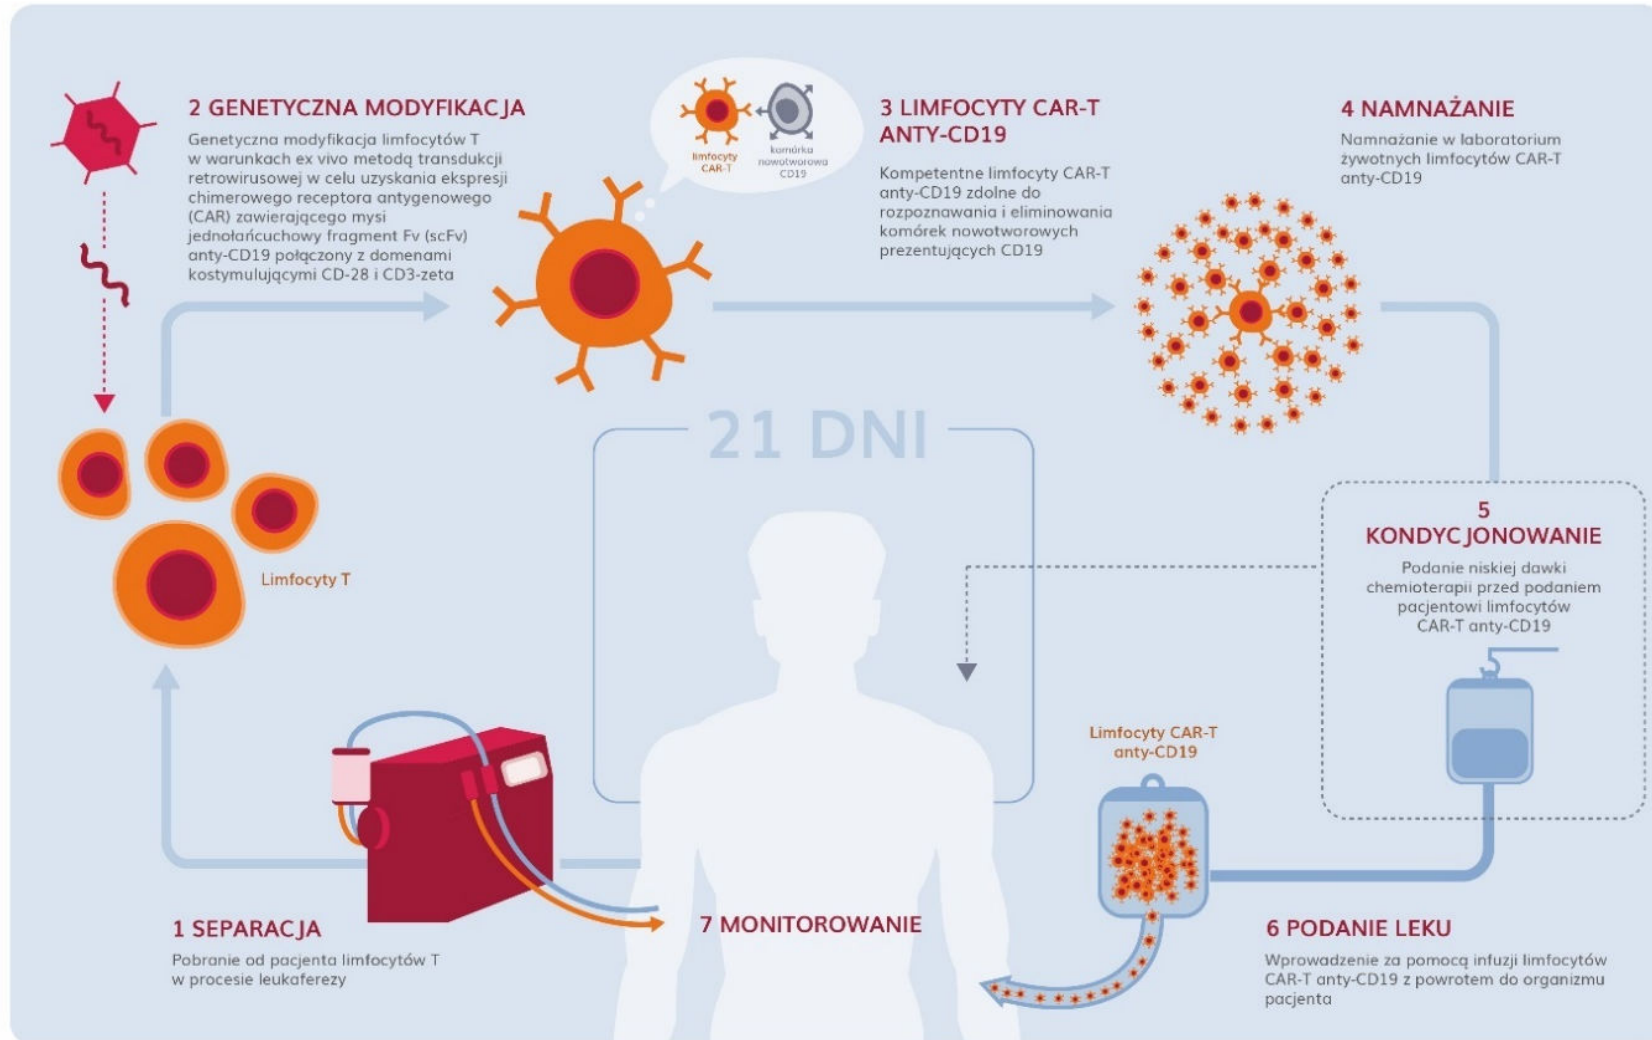 2 GENETYCZNA MODYFIKACJA
Genetyczna modyfikacja limfocytów T
w warunkach ex vivo metodą transdukcji
retrowirusowej w celu uzyskania ekspresji
chimerowego receptora antygenowego
(CAR) zawierającego mysi
jednołańcuchowy fragment Fv (scFv)
anty-CD19 połączony z domenami
kostymulującymi CD-28 i CD3-zeta
limfocyty
CAR-T
komórka
nowotworowa
CD19
3 LIMFOCYTY CAR-T
ANTY-CD19
Kompetentne limfocyty CAR-T
anty-CD19 zdolne do
rozpoznawania i eliminowania
komórek nowotworowych
prezentujących CD19
4 NAMNAŻANIE
Namnażanie w laboratorium
żywotnych limfocytów CAR-T
anty-CD19
21 DNI
Limfocyty T
5
KONDYCJONOWANIE
Podanie niskiej dawki
chemioterapii przed podaniem
pacjentowi limfocytów
CAR-T anty-CD19
Limfocyty CAR-T
anty-CD19
1 SEPARACJA
Pobranie od pacjenta limfocytów T
w procesie leukaferezy
7 MONITOROWANIE
6 PODANIE LEKU
Wprowadzenie za pomocą infuzji limfocytów
CAR-T anty-CD19 z powrotem do organizmu
pacjenta